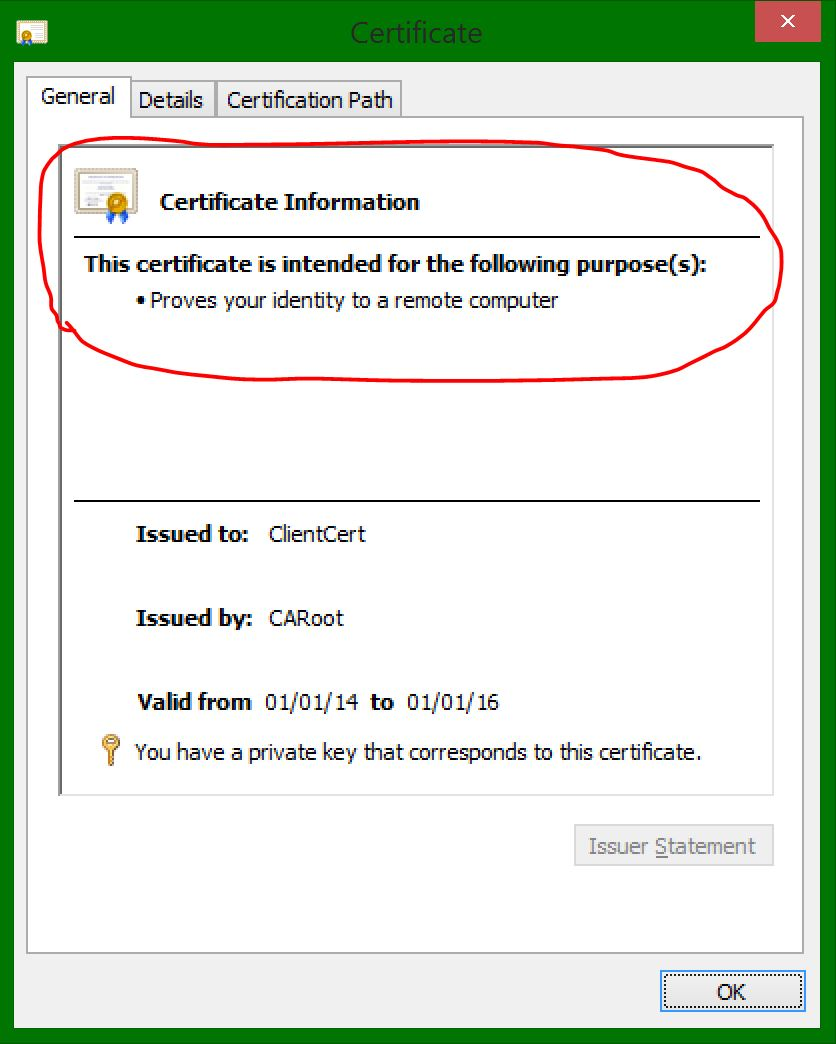 Certificate
General
Details
Certification Path
Certificate Information
This certificate is intended for the following purpose(s):
• Proves your identity to a remote computer
Issued to: ClientCert
Issued by: CARoot
Valid from 01/01/14 to 01/01/16
You have a private key that corresponds to this certificate.
Issuer Statement
OK